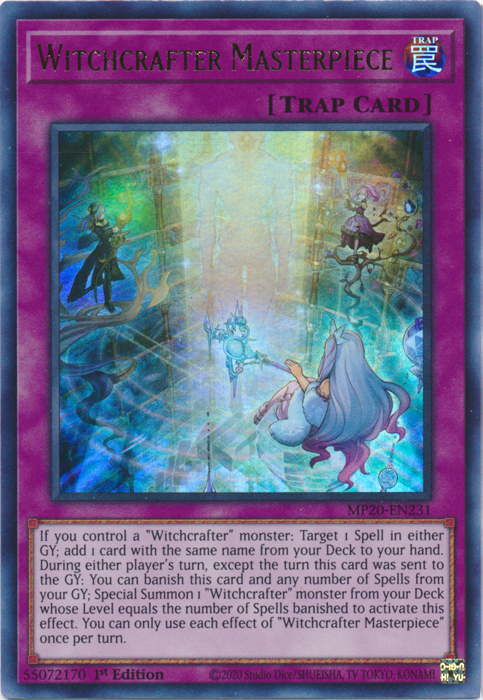 WITCHCRAFTER MASTERPIECE
TRAP
罠
[TRAP CARD]
MP20-EN231
If you control a "Witchcrafter" monster: Target 1 Spell in either
GY; add 1 card with the same name from your Deck to your hand.
During either player's turn, except the turn this card was sent to
the GY: You can banish this card and any number of Spells from
your GY; Special Summon 1 "Witchcrafter" monster from your Deck
whose Level equals the number of Spells banished to activate this
effect. You can only use each effect of "Witchcrafter Masterpiece"
once per turn.
55072170 1st Edition ©2020 Studio Dice/SHUEISHA, TV TOKYO, KONAMI